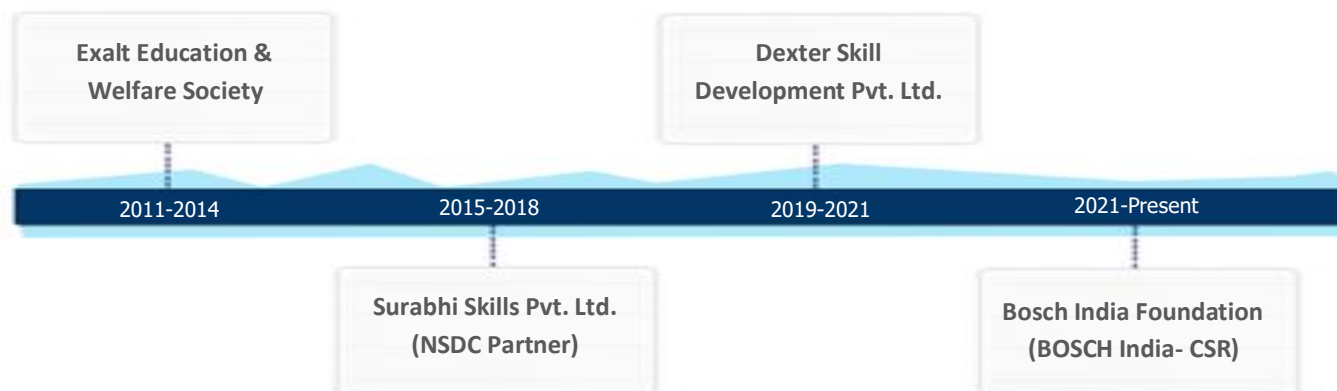 Exalt Education &
Welfare Society
Dexter Skill
Development Pvt. Ltd.
2011-2014
2015-2018
2019-2021
2021-Present
Surabhi Skills Pvt. Ltd.
(NSDC Partner)
Bosch India Foundation
(BOSCH India- CSR)